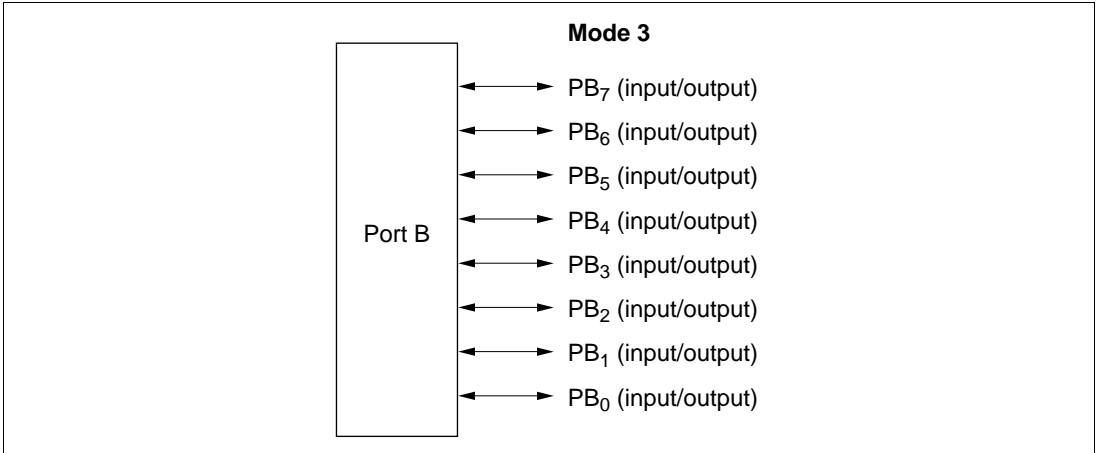 Mode 3
PB₇ (input/output)
PB₆ (input/output)
PB₅ (input/output)
PB₄ (input/output)
Port B
PB₃ (input/output)
PB₂ (input/output)
PB₁ (input/output)
PB₀ (input/output)